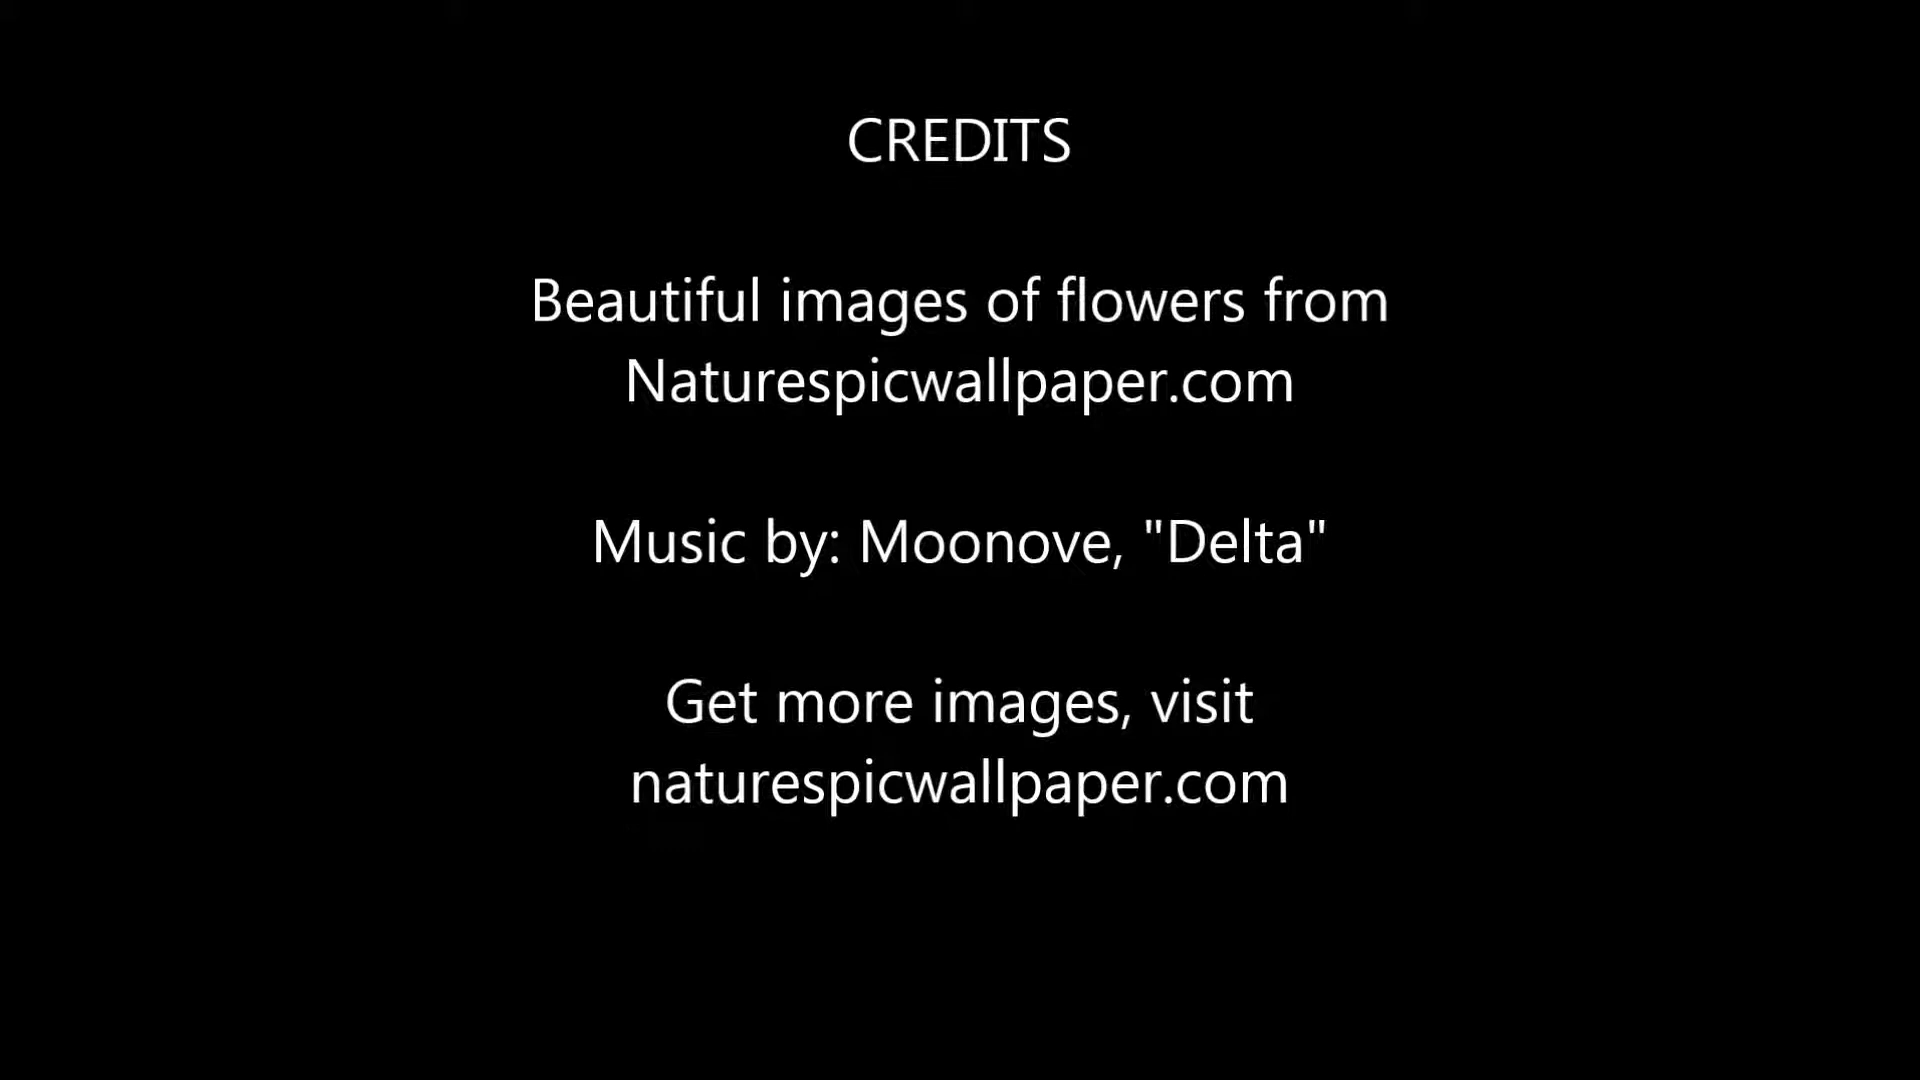 CREDITS
Beautiful images of flowers from
Naturespicwallpaper.com
Music by: Moonove, "Delta"
Get more images, visit
naturespicwallpaper.com